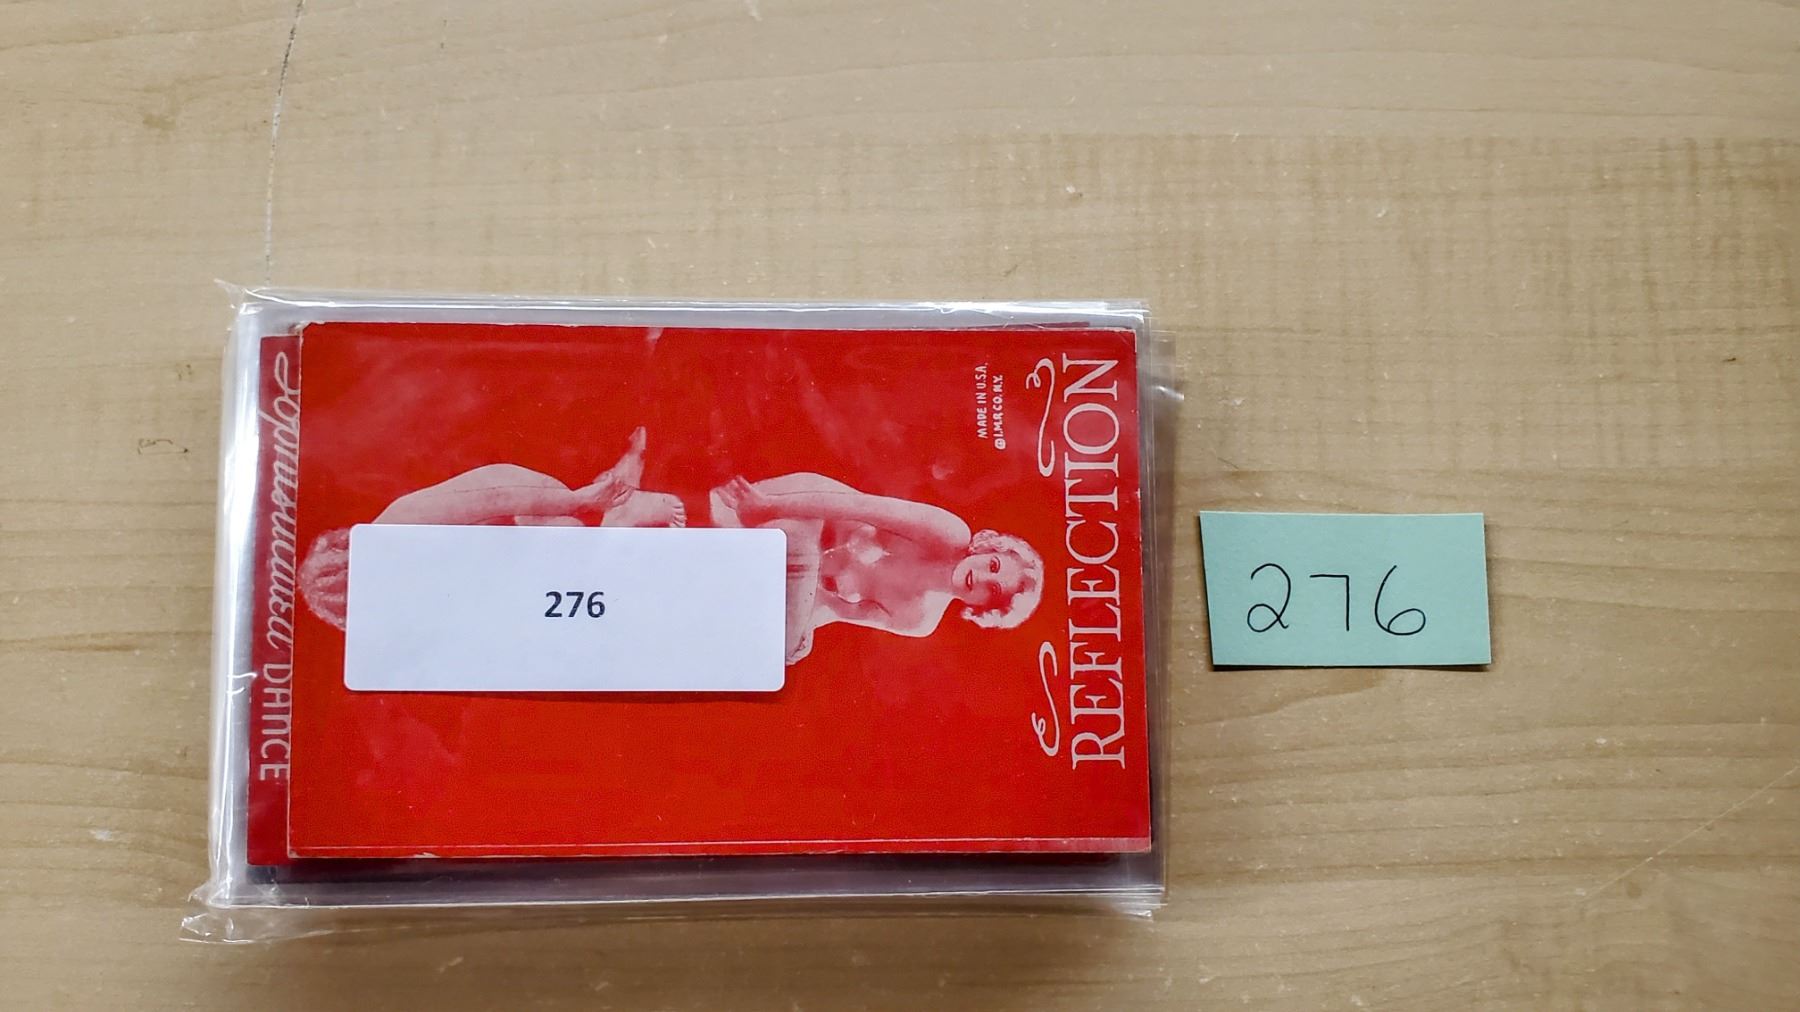 REFLECTION
MADE IN U.S.A.
© I.M.R.CO. N.Y.
276
DANCE
276